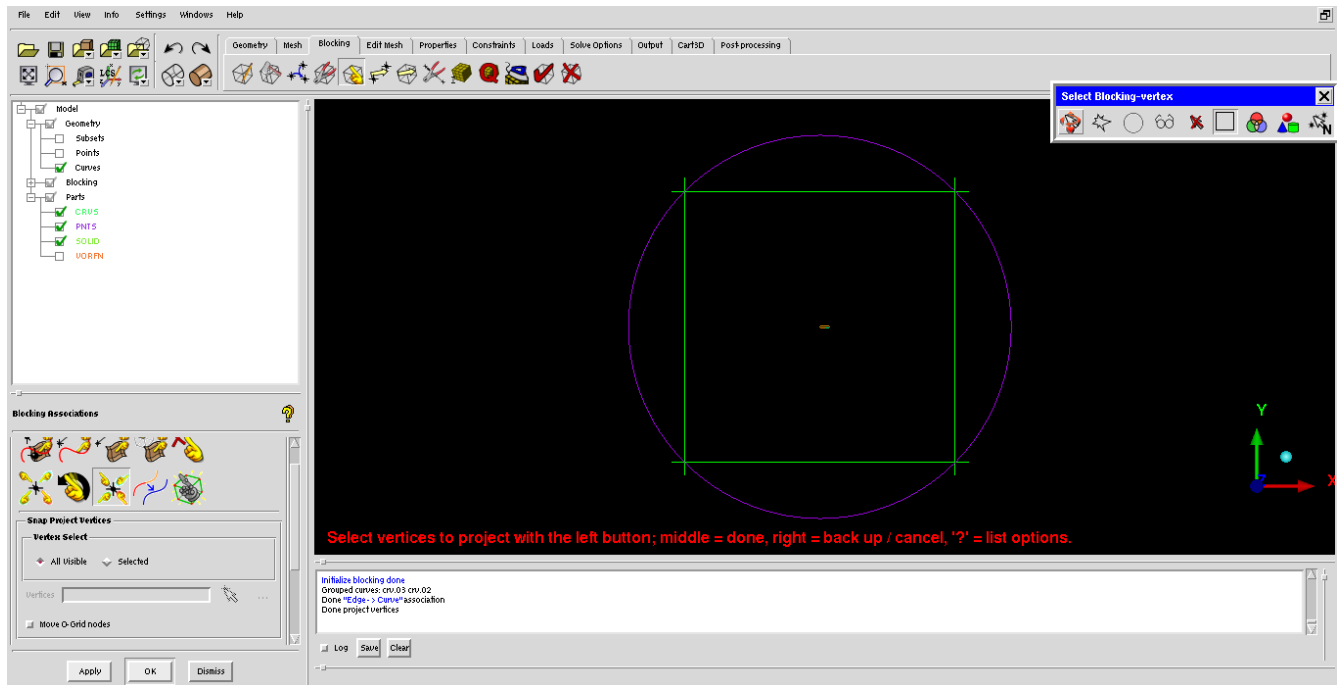 File Edit View Info Settings Windows Help
Geometry Mesh Blocking Edit Mesh Properties Constraints Loads Solve Options Output Cart3D Post-processing
LCS
Select Blocking-vertex
N
Model
Geometry
Subsets
Points
Curves
Blocking
Parts
CRVS
PNTS
SOLID
VORFN
Blocking Associations
Snap Project Vertices
Vertex Select
All Visible Selected
Vertices ...
Move O-Grid nodes
Apply OK Dismiss
Y
X
Z
Select vertices to project with the left button; middle = done, right = back up / cancel, '?' = list options.
Initialize blocking done
Grouped curves: crv.03 crv.02
Done "Edge -> Curve" association
Done project vertices
Log Save Clear